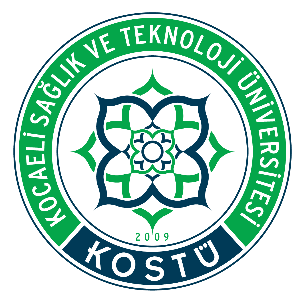 KOCAELİ SAĞLIK VE TEKNOLOJİ ÜNİVERSİTESİ
2009
KOSTÜ